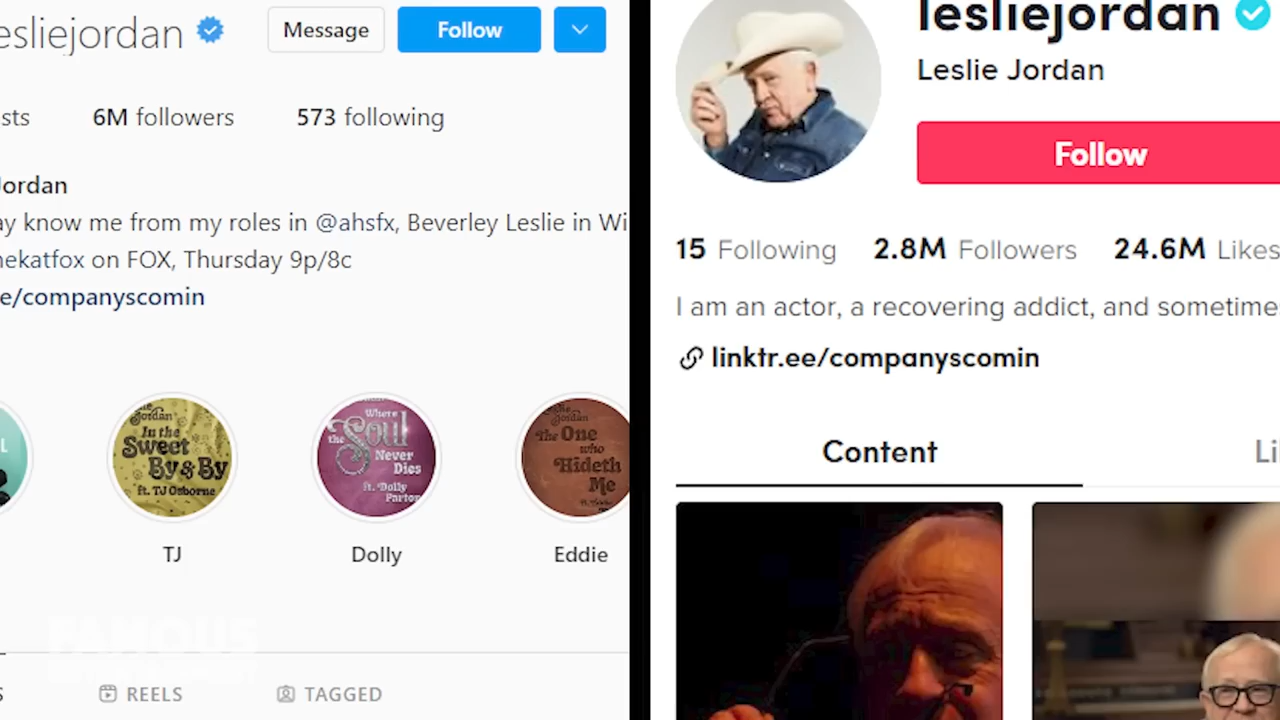 esliejordan
Message
Follow
sts
6M followers
573 following
Jordan
ay know me from my roles in @ahsfx, Beverley Leslie in Wi
nekatfox on FOX, Thursday 9p/8c
e/companyscomin
L
Jordan
In the
Sweet
By & By
ft. TJ Osborne
Where
the Soul
Never
Dies
ft. Dolly
Parton
Jordan
The One
who
Hideth
Me
TJ
Dolly
Eddie
FAMOUS
S
REELS
TAGGED
lesliejordan
Leslie Jordan
Follow
15 Following
2.8M Followers
24.6M Likes
I am an actor, a recovering addict, and sometime
linktr.ee/companyscomin
Content
Li